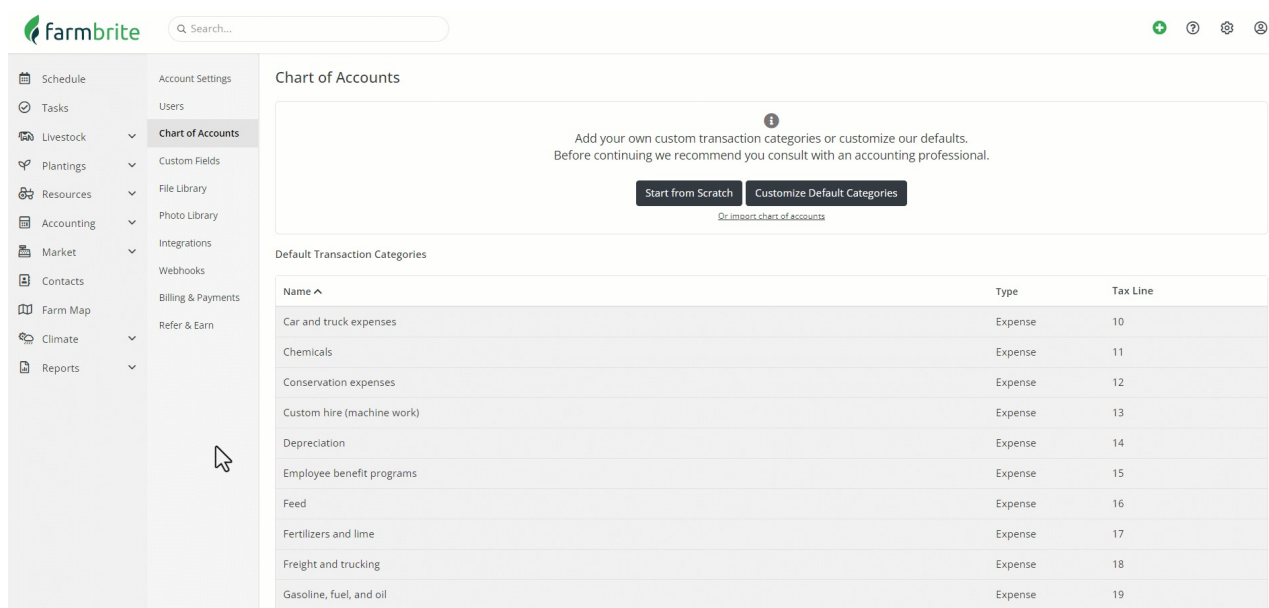 farmbrite
Search...
Schedule
Tasks
Livestock
Plantings
Resources
Accounting
Market
Contacts
Farm Map
Climate
Reports
Account Settings
Users
Chart of Accounts
Custom Fields
File Library
Photo Library
Integrations
Webhooks
Billing & Payments
Refer & Earn
Chart of Accounts
Add your own custom transaction categories or customize our defaults.
Before continuing we recommend you consult with an accounting professional.
Start from Scratch Customize Default Categories
Or import chart of accounts
Default Transaction Categories
Name Type Tax Line
Car and truck expenses Expense 10
Chemicals Expense 11
Conservation expenses Expense 12
Custom hire (machine work) Expense 13
Depreciation Expense 14
Employee benefit programs Expense 15
Feed Expense 16
Fertilizers and lime Expense 17
Freight and trucking Expense 18
Gasoline, fuel, and oil Expense 19